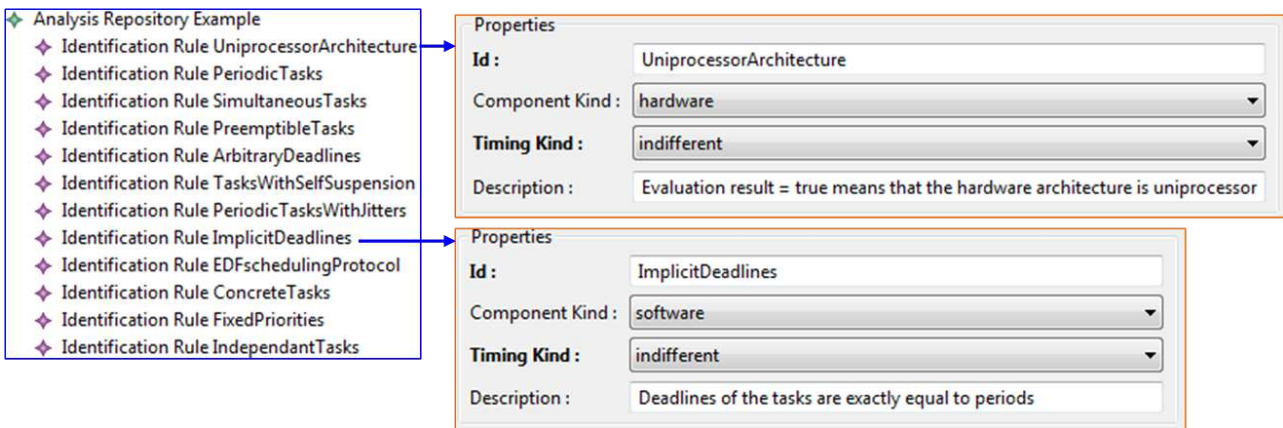 Analysis Repository Example
Identification Rule UniprocessorArchitecture
Identification Rule PeriodicTasks
Identification Rule SimultaneousTasks
Identification Rule PreemptibleTasks
Identification Rule ArbitraryDeadlines
Identification Rule TasksWithSelfSuspension
Identification Rule PeriodicTasksWithJitters
Identification Rule ImplicitDeadlines
Identification Rule EDFschedulingProtocol
Identification Rule ConcreteTasks
Identification Rule FixedPriorities
Identification Rule IndependantTasks
Properties
Id : UniprocessorArchitecture
Component Kind : hardware
Timing Kind : indifferent
Description : Evaluation result = true means that the hardware architecture is uniprocessor
Properties
Id : ImplicitDeadlines
Component Kind : software
Timing Kind : indifferent
Description : Deadlines of the tasks are exactly equal to periods